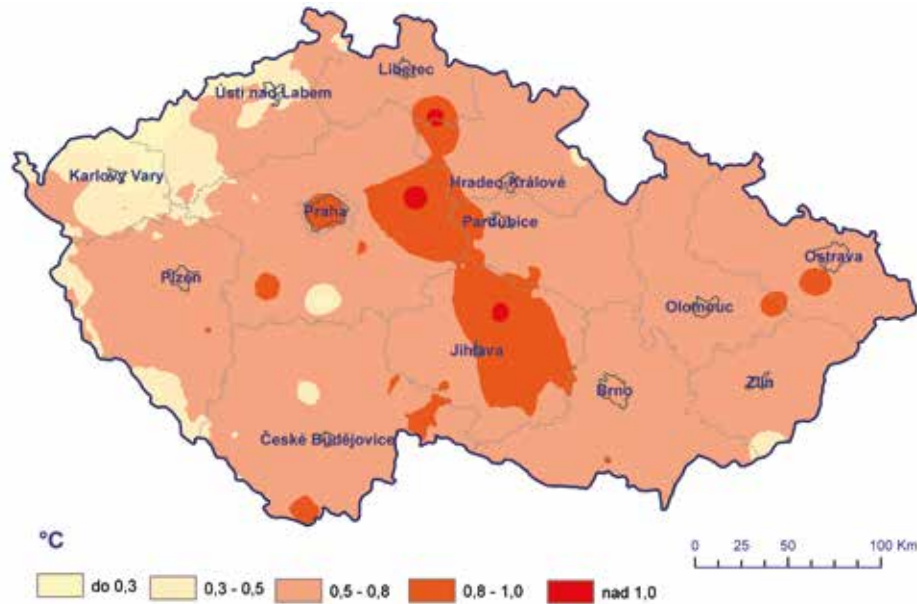 Liberec
Ústí nad Labem
Karlovy Vary
Hradec Králové
Praha
Pardubice
Ostrava
Plzeň
Olomouc
Jihlava
Brno
Zlín
České Budějovice
°C
0 25 50 100 Km
do 0,3 0,3 - 0,5 0,5 - 0,8 0,8 - 1,0 nad 1,0